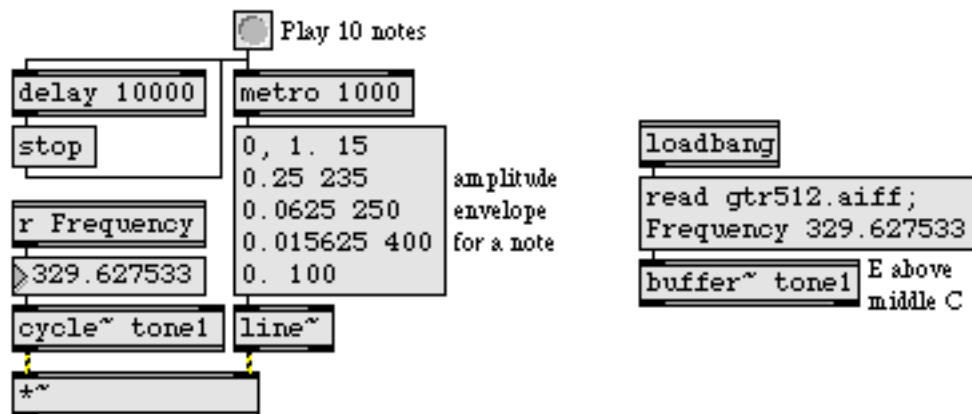 Play 10 notes
delay 10000
metro 1000
stop
0, 1. 15
0.25 235
0.0625 250
0.015625 400
0. 100
amplitude
envelope
for a note
r Frequency
329.627533
cycle~ tone1
line~
*~
loadbang
read gtr512.aiff;
Frequency 329.627533
buffer~ tone1
E above
middle C